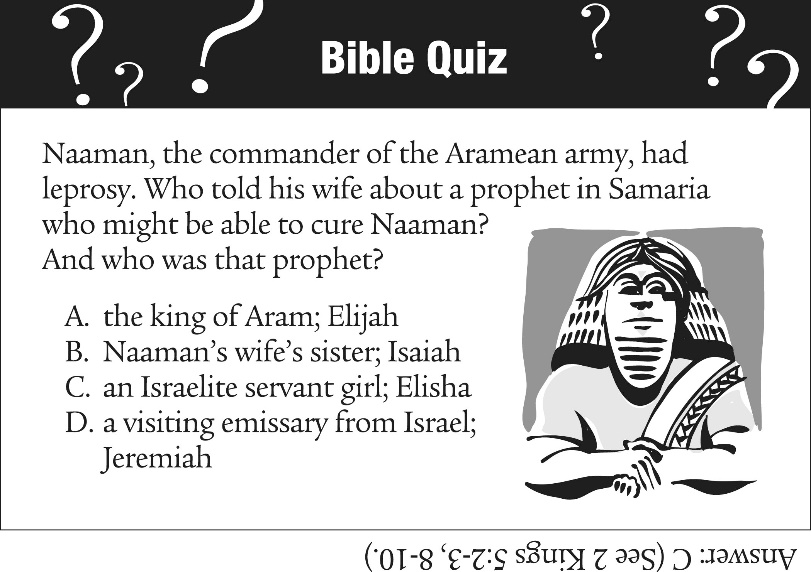 Bible Quiz
Naaman, the commander of the Aramean army, had
leprosy. Who told his wife about a prophet in Samaria
who might be able to cure Naaman?
And who was that prophet?
A. the king of Aram; Elijah
B. Naaman's wife's sister; Isaiah
C. an Israelite servant girl; Elisha
D. a visiting emissary from Israel;
Jeremiah
Answer: C (See 2 Kings 5:2-3, 8-10.)